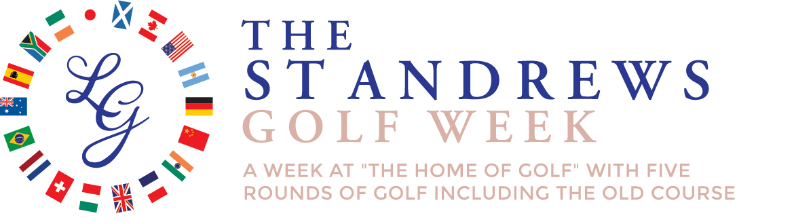 LG
THE
ST ANDREWS
GOLF WEEK
A WEEK AT "THE HOME OF GOLF" WITH FIVE
ROUNDS OF GOLF INCLUDING THE OLD COURSE